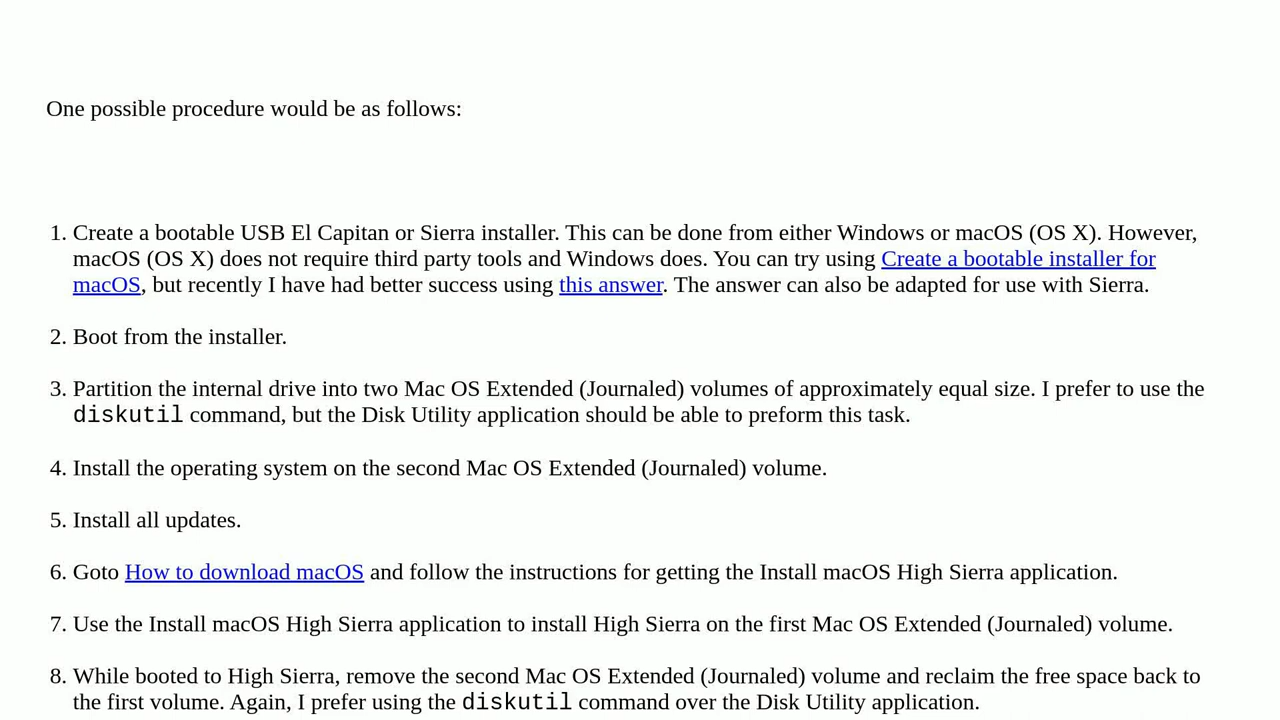 One possible procedure would be as follows:
1. Create a bootable USB El Capitan or Sierra installer. This can be done from either Windows or macOS (OS X). However,
macOS (OS X) does not require third party tools and Windows does. You can try using Create a bootable installer for
macOS, but recently I have had better success using this answer. The answer can also be adapted for use with Sierra.
2. Boot from the installer.
3. Partition the internal drive into two Mac OS Extended (Journaled) volumes of approximately equal size. I prefer to use the
diskutil command, but the Disk Utility application should be able to preform this task.
4. Install the operating system on the second Mac OS Extended (Journaled) volume.
5. Install all updates.
6. Goto How to download macOS and follow the instructions for getting the Install macOS High Sierra application.
7. Use the Install macOS High Sierra application to install High Sierra on the first Mac OS Extended (Journaled) volume.
8. While booted to High Sierra, remove the second Mac OS Extended (Journaled) volume and reclaim the free space back to
the first volume. Again, I prefer using the diskutil command over the Disk Utility application.